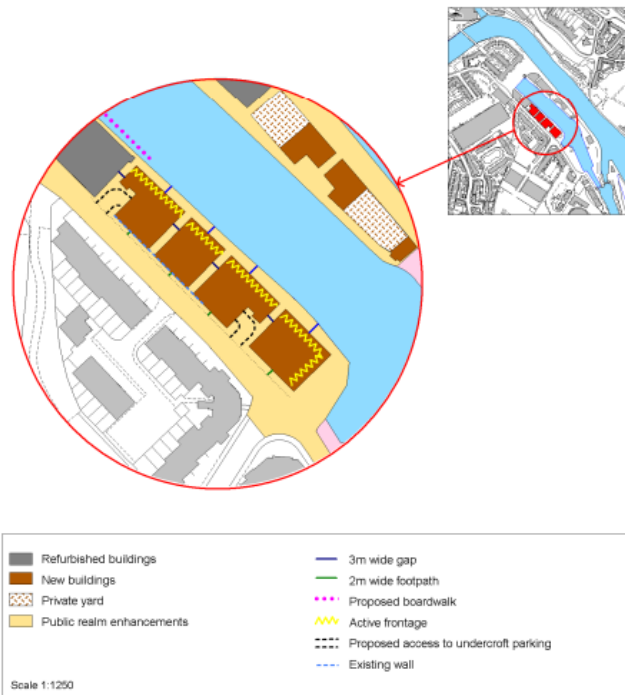 Refurbished buildings
New buildings
Private yard
Public realm enhancements
3m wide gap
2m wide footpath
Proposed boardwalk
Active frontage
Proposed access to undercroft parking
Existing wall
Scale 1:1250